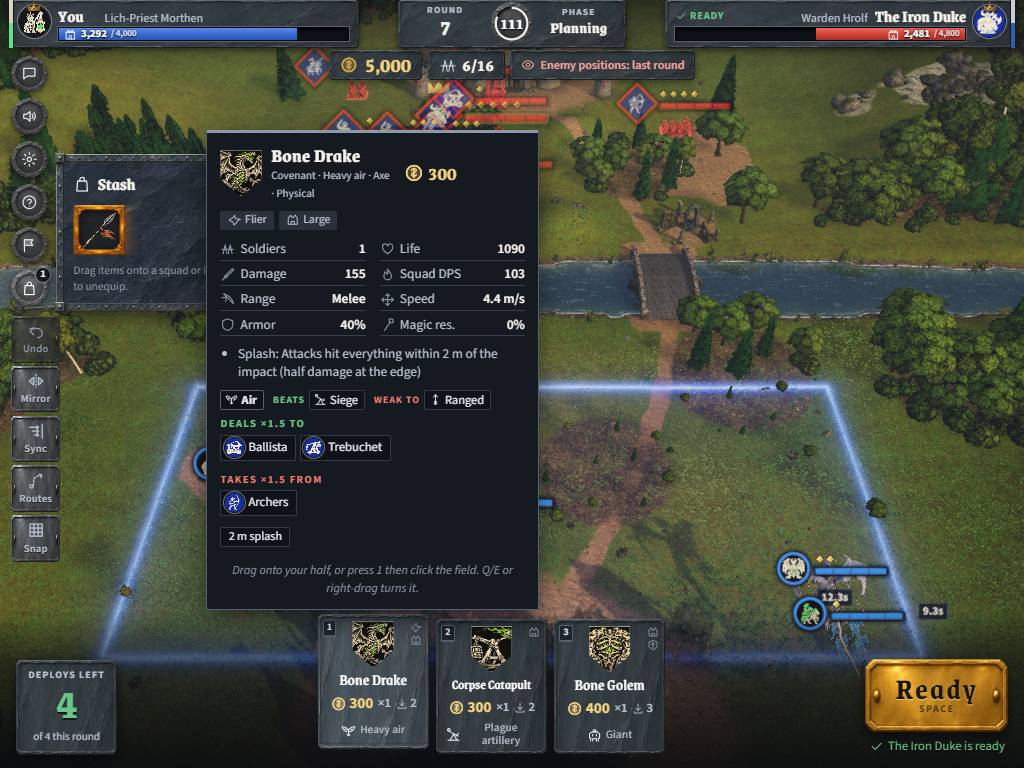 You Lich-Priest Morthen
3,292 / 4,000
ROUND
7
111
PHASE
Planning
READY
Warden Hrolf The Iron Duke
2,481 / 4,800
5,000
6/16
Enemy positions: last round
Stash
Drag items onto a squad or i
to unequip.
1
Undo
Mirror
Sync
Routes
Snap
Bone Drake
Covenant · Heavy air · Axe
· Physical
300
Flier
Large
Soldiers 1
Life 1090
Damage 155
Squad DPS 103
Range Melee
Speed 4.4 m/s
Armor 40%
Magic res. 0%
• Splash: Attacks hit everything within 2 m of the
impact (half damage at the edge)
Air BEATS Siege WEAK TO Ranged
DEALS ×1.5 TO
Ballista
Trebuchet
TAKES ×1.5 FROM
Archers
2 m splash
Drag onto your half, or press 1 then click the field. Q/E or
right-drag turns it.
12.3s
9.3s
DEPLOYS LEFT
4
of 4 this round
1
Bone Drake
300 ×1 2
Heavy air
2
Corpse Catapult
300 ×1 2
Plague
artillery
3
Bone Golem
400 ×1 3
Giant
Ready
SPACE
The Iron Duke is ready